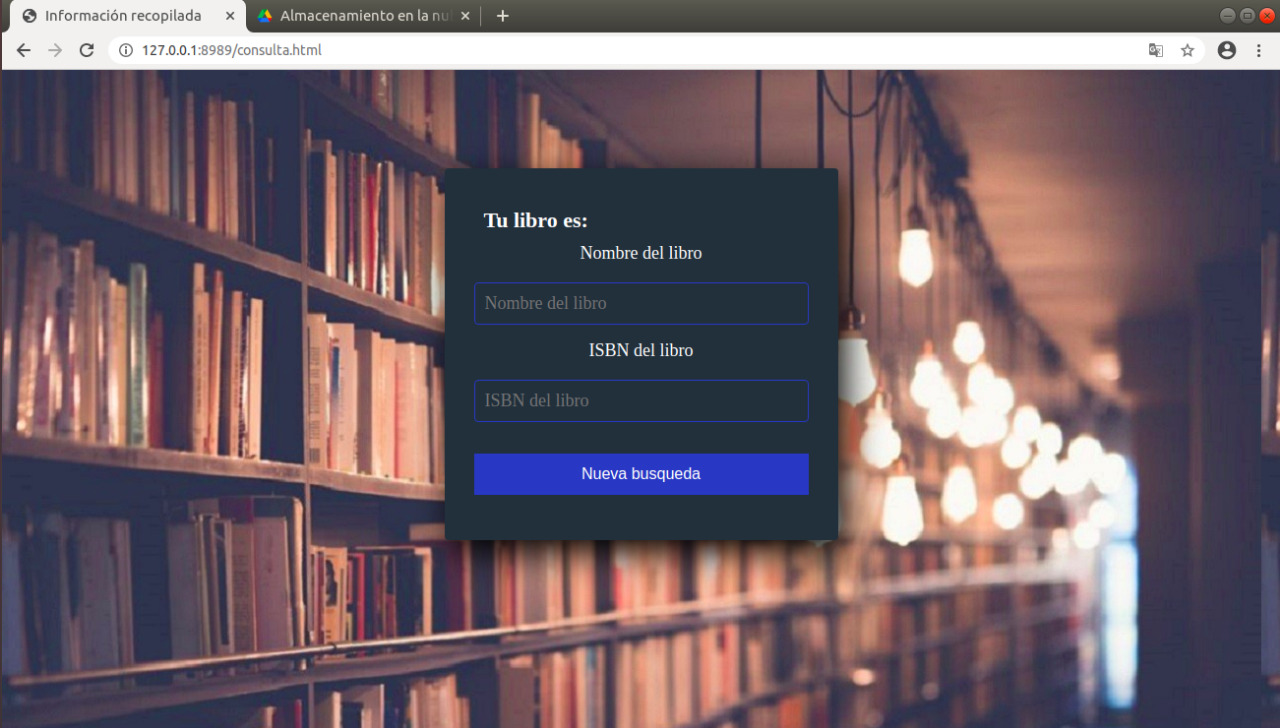 Información recopilada
Almacenamiento en la nu
127.0.0.1:8989/consulta.html
Tu libro es:
Nombre del libro
Nombre del libro
ISBN del libro
ISBN del libro
Nueva busqueda